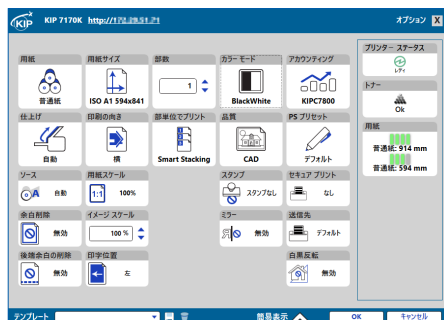 KIP
KIP 7170K http://172.29.51.21
オプション X
用紙
普通紙
用紙サイズ
ISO A1 594x841
部数
1
カラー モード
BlackWhite
アカウンティング
KIPC7800
仕上げ
自動
印刷の向き
横
部単位でプリント
Smart Stacking
品質
CAD
PS プリセット
デフォルト
ソース
A 自動
用紙スケール
1:1 100%
スタンプ
スタンプなし
セキュア プリント
なし
余白削除
無効
イメージ スケール
100 %
ミラー
無効
送信先
デフォルト
後端余白の削除
無効
印字位置
左
白黒反転
無効
プリンター ステータス
レディ
トナー
Ok
用紙
普通紙: 914 mm
普通紙: 594 mm
テンプレート
簡易表示
OK
キャンセル